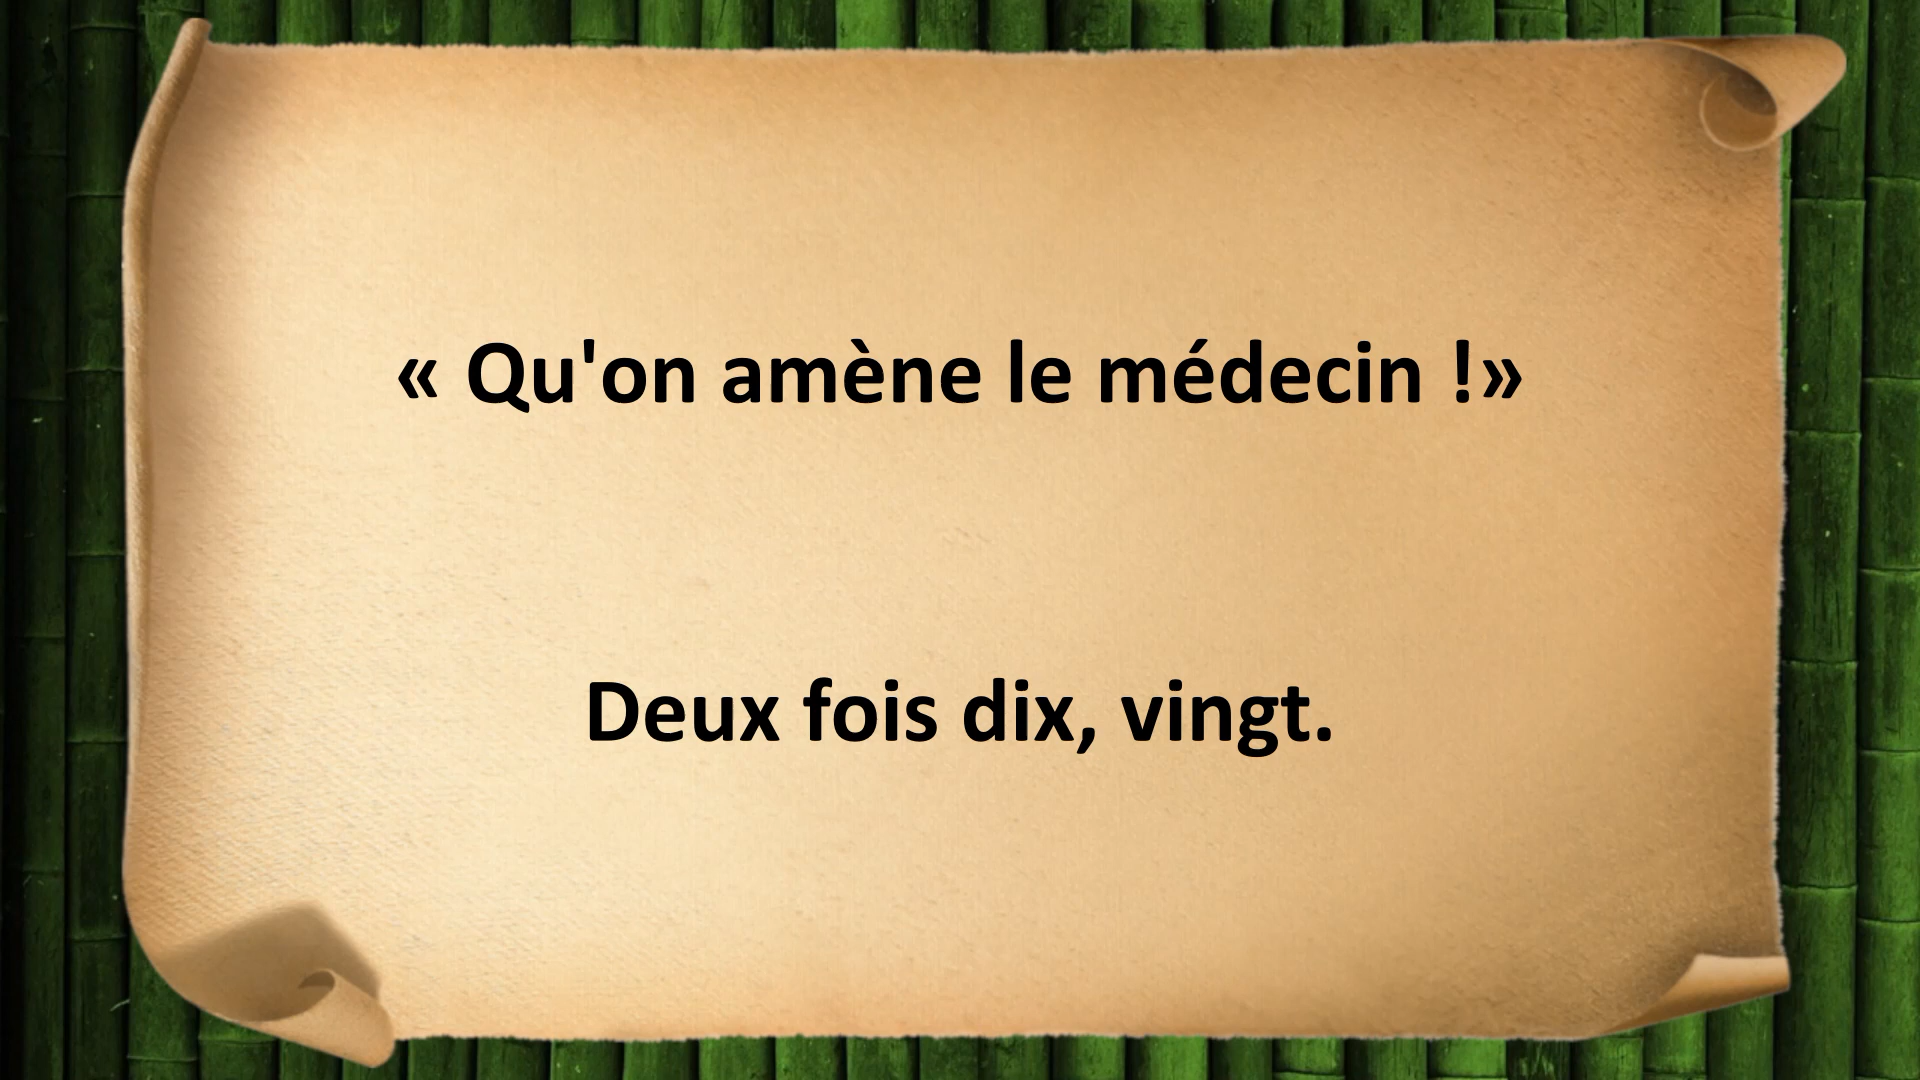 « Qu'on amène le médecin !»
Deux fois dix, vingt.